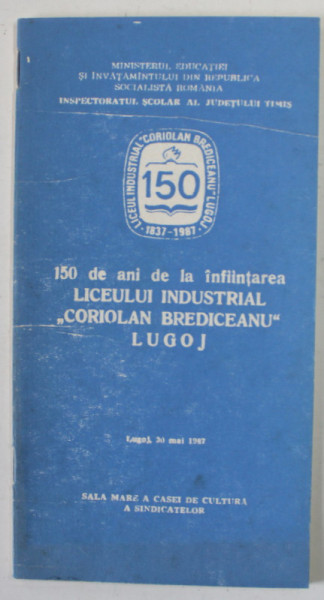 MINISTERUL EDUCAȚIEI
ȘI ÎNVĂȚAMÎNTULUI DIN REPUBLICA
SOCIALISTĂ ROMÂNIA
INSPECTORATUL ȘCOLAR AL JUDEȚULUI TIMIȘ
LICEUL INDUSTRIAL "CORIOLAN BREDICEANU" LUGOJ
150
· 1837-1987 ·
150 de ani de la înființarea
LICEULUI INDUSTRIAL
„CORIOLAN BREDICEANU“
LUGOJ
Lugoj, 30 mai 1987
SALA MARE A CASEI DE CULTURĂ
A SINDICATELOR